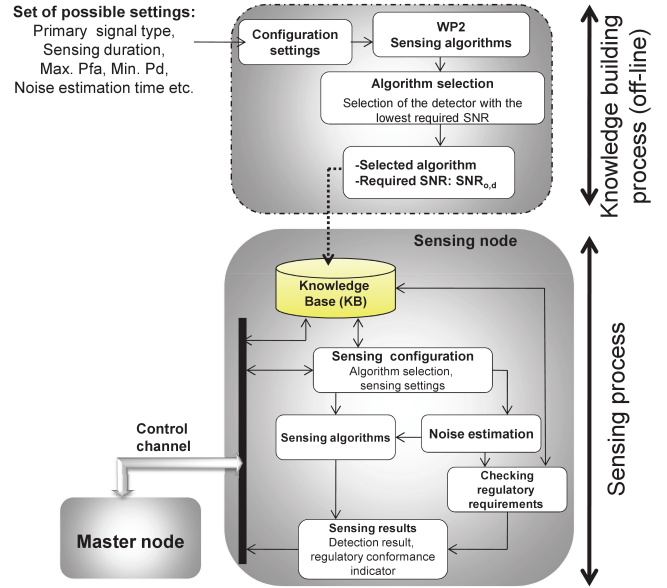 Set of possible settings:
Primary signal type,
Sensing duration,
Max. Pfa, Min. Pd,
Noise estimation time etc.
Configuration
settings
WP2
Sensing algorithms
Algorithm selection
Selection of the detector with the
lowest required SNR
-Selected algorithm
-Required SNR: SNRo,d
Knowledge building
process (off-line)
Sensing node
Knowledge
Base (KB)
Sensing configuration
Algorithm selection,
sensing settings
Sensing algorithms
Noise estimation
Checking
regulatory
requirements
Sensing results
Detection result,
regulatory conformance
indicator
Control
channel
Master node
Sensing process